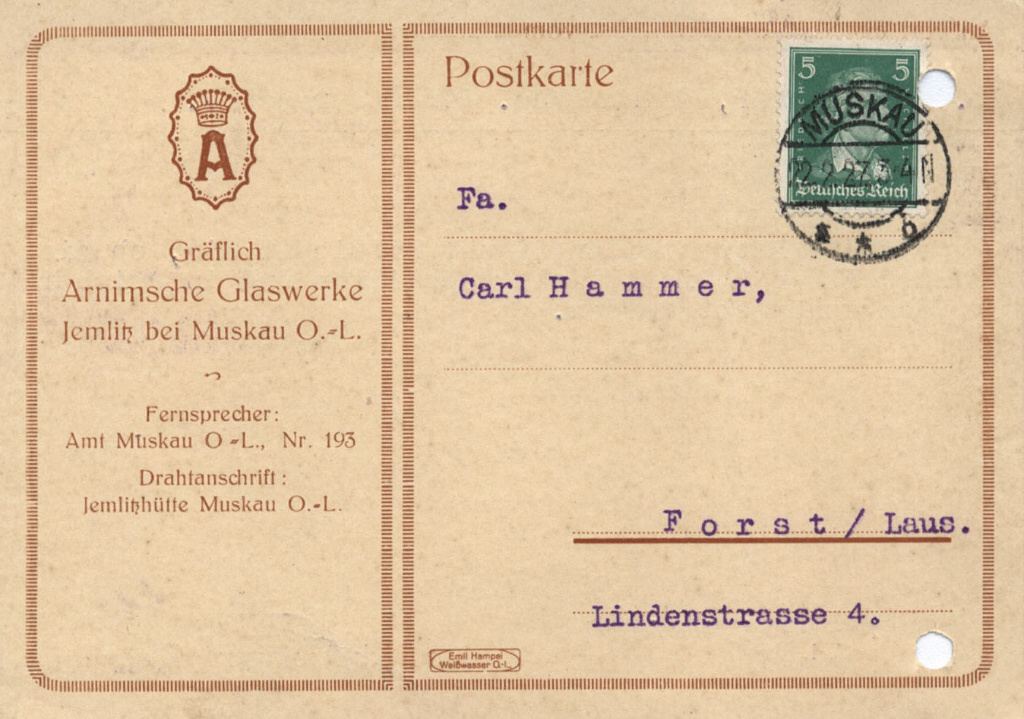 A
Gräflich
Arnimsche Glaswerke
Jemlitz bei Muskau O.-L.
Fernsprecher:
Amt Muskau O-L., Nr. 193
Drahtanschrift:
Jemlitzhütte Muskau O.-L.
Postkarte
5 5
MUSKAU
Deutsches Reich
Fa.
Carl Hammer,
Forst/Laus.
Lindenstrasse 4.
Emil Hampel
Weißwasser O.-L.